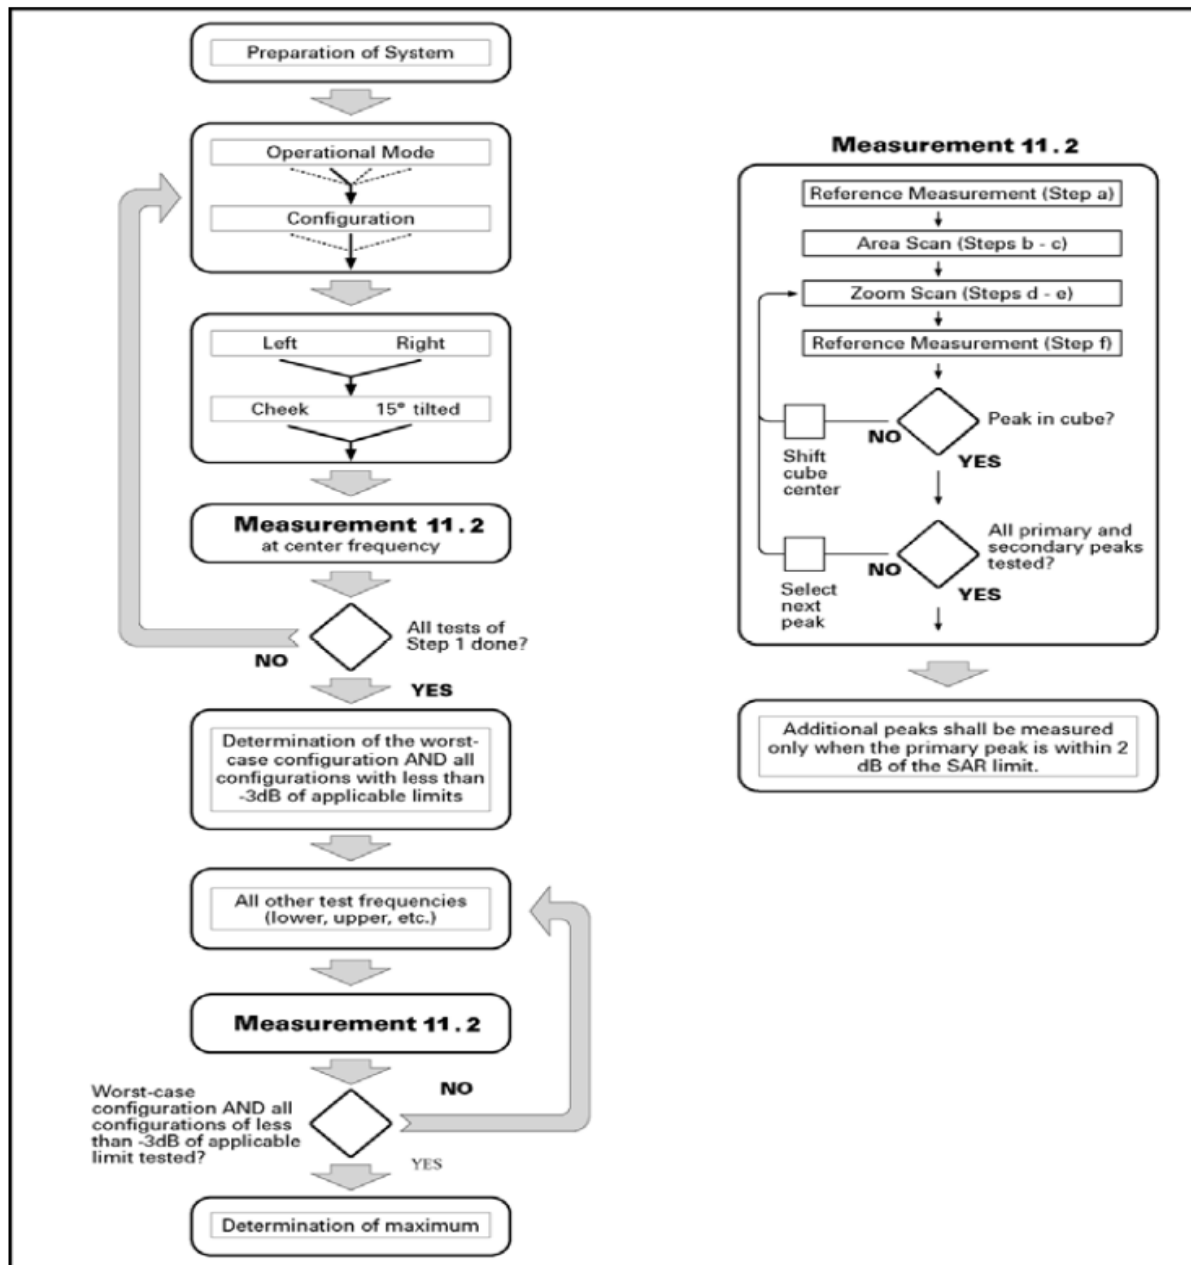 Preparation of System
Operational Mode
Configuration
Left Right
Cheek 15° tilted
Measurement 11.2
at center frequency
All tests of
Step 1 done?
NO
YES
Determination of the worst-
case configuration AND all
configurations with less than
-3dB of applicable limits
All other test frequencies
(lower, upper, etc.)
Measurement 11.2
NO
Worst-case
configuration AND all
configurations of less
than -3dB of applicable
limit tested?
YES
Determination of maximum
Measurement 11.2
Reference Measurement (Step a)
Area Scan (Steps b - c)
Zoom Scan (Steps d - e)
Reference Measurement (Step f)
Peak in cube?
NO
YES
Shift
cube
center
All primary and
secondary peaks
tested?
NO
YES
Select
next
peak
Additional peaks shall be measured
only when the primary peak is within 2
dB of the SAR limit.